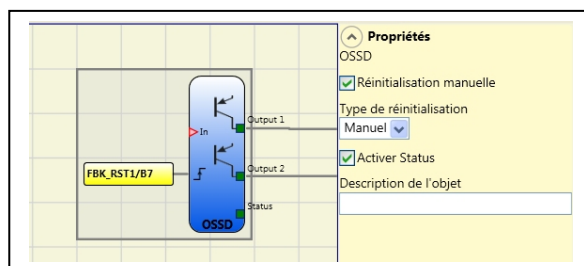 Propriétés
OSSD
Réinitialisation manuelle
Type de réinitialisation
Manuel
Activer Status
Description de l'objet
Output 1
In
Output 2
FBK_RST1/B7
Status
OSSD